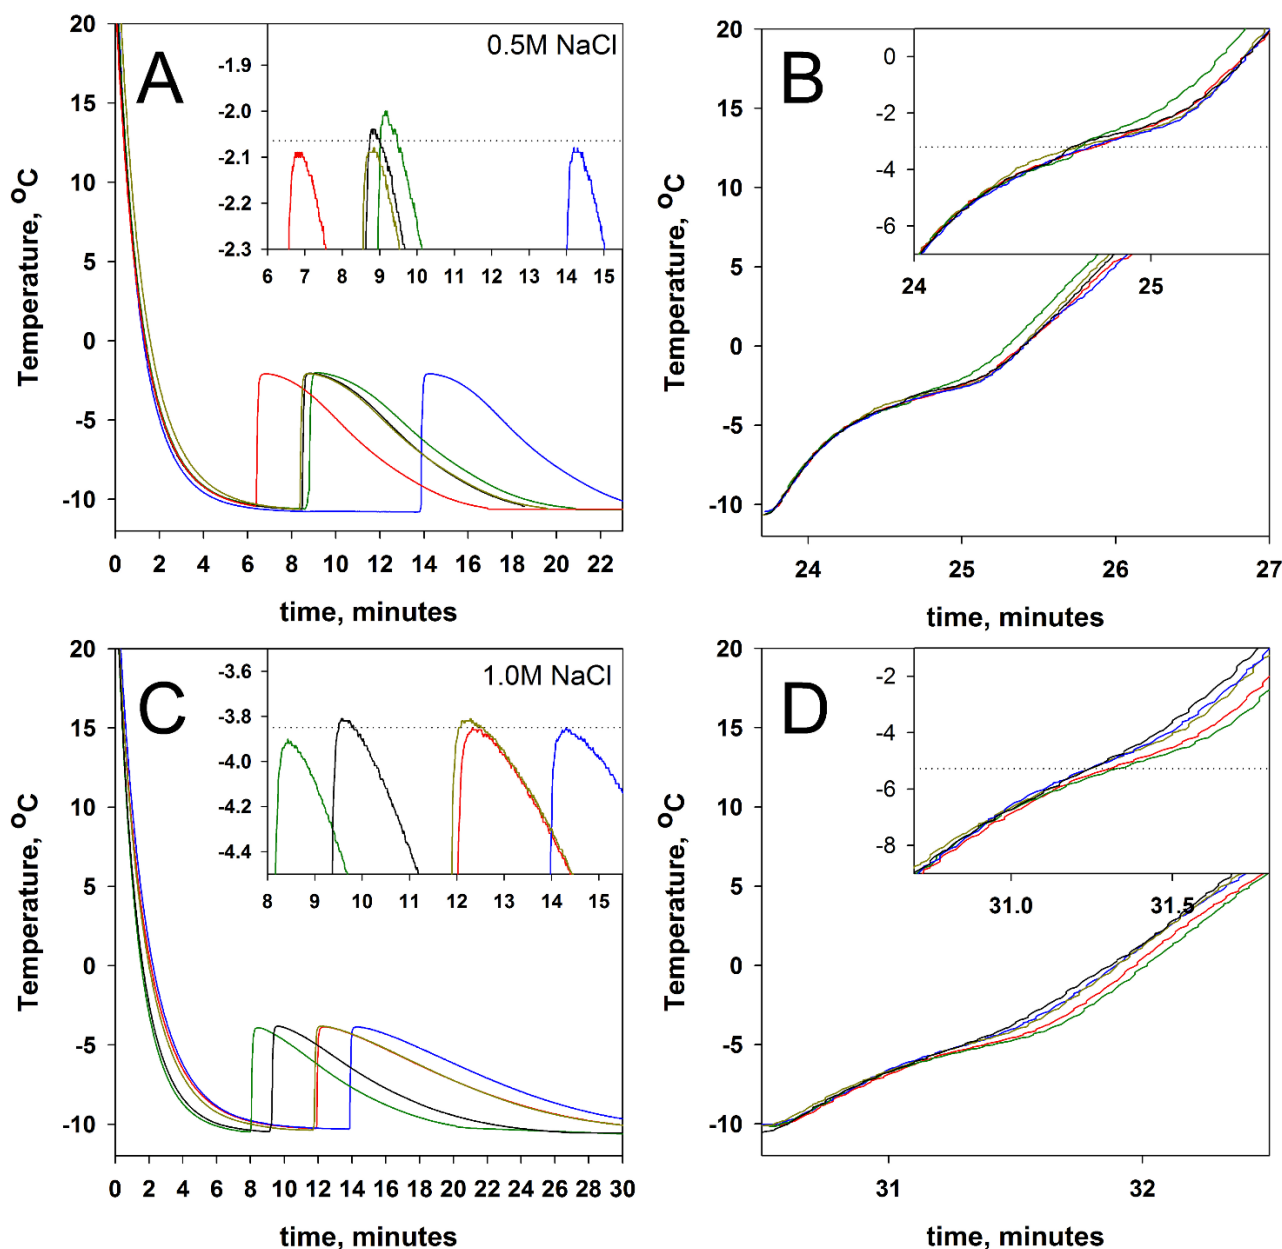 A
0.5M NaCl
20
15
10
5
0
-5
-10
Temperature, °C
-1.9
-2.0
-2.1
-2.2
-2.3
6 7 8 9 10 11 12 13 14 15
0 2 4 6 8 10 12 14 16 18 20 22
time, minutes
B
20
15
10
5
0
-5
-10
Temperature, °C
0
-2
-4
-6
24 25
24 25 26 27
time, minutes
C
1.0M NaCl
20
15
10
5
0
-5
-10
Temperature, °C
-3.5
-3.6
-3.8
-4.0
-4.2
-4.4
8 9 10 11 12 13 14 15
0 2 4 6 8 10 12 14 16 18 20 22 24 26 28 30
time, minutes
D
20
15
10
5
0
-5
-10
Temperature, °C
-2
-4
-6
-8
31.0 31.5
31 32
time, minutes